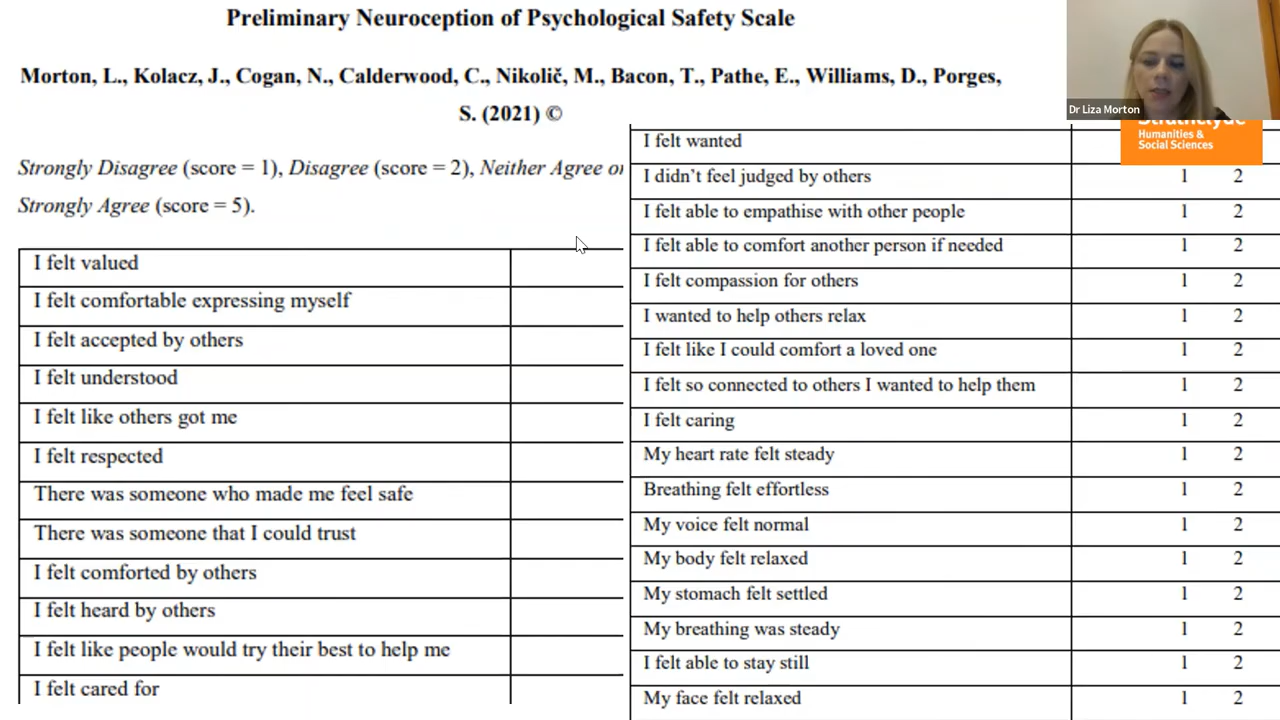 Preliminary Neuroception of Psychological Safety Scale
Morton, L., Kolacz, J., Cogan, N., Calderwood, C., Nikolič, M., Bacon, T., Pathe, E., Williams, D., Porges,
S. (2021) ©
Dr Liza Morton
Strathclyde
Humanities &
Social Sciences
Strongly Disagree (score = 1), Disagree (score = 2), Neither Agree or
Strongly Agree (score = 5).
I felt valued
I felt comfortable expressing myself
I felt accepted by others
I felt understood
I felt like others got me
I felt respected
There was someone who made me feel safe
There was someone that I could trust
I felt comforted by others
I felt heard by others
I felt like people would try their best to help me
I felt cared for
I felt wanted
I didn't feel judged by others 1 2
I felt able to empathise with other people 1 2
I felt able to comfort another person if needed 1 2
I felt compassion for others 1 2
I wanted to help others relax 1 2
I felt like I could comfort a loved one 1 2
I felt so connected to others I wanted to help them 1 2
I felt caring 1 2
My heart rate felt steady 1 2
Breathing felt effortless 1 2
My voice felt normal 1 2
My body felt relaxed 1 2
My stomach felt settled 1 2
My breathing was steady 1 2
I felt able to stay still 1 2
My face felt relaxed 1 2